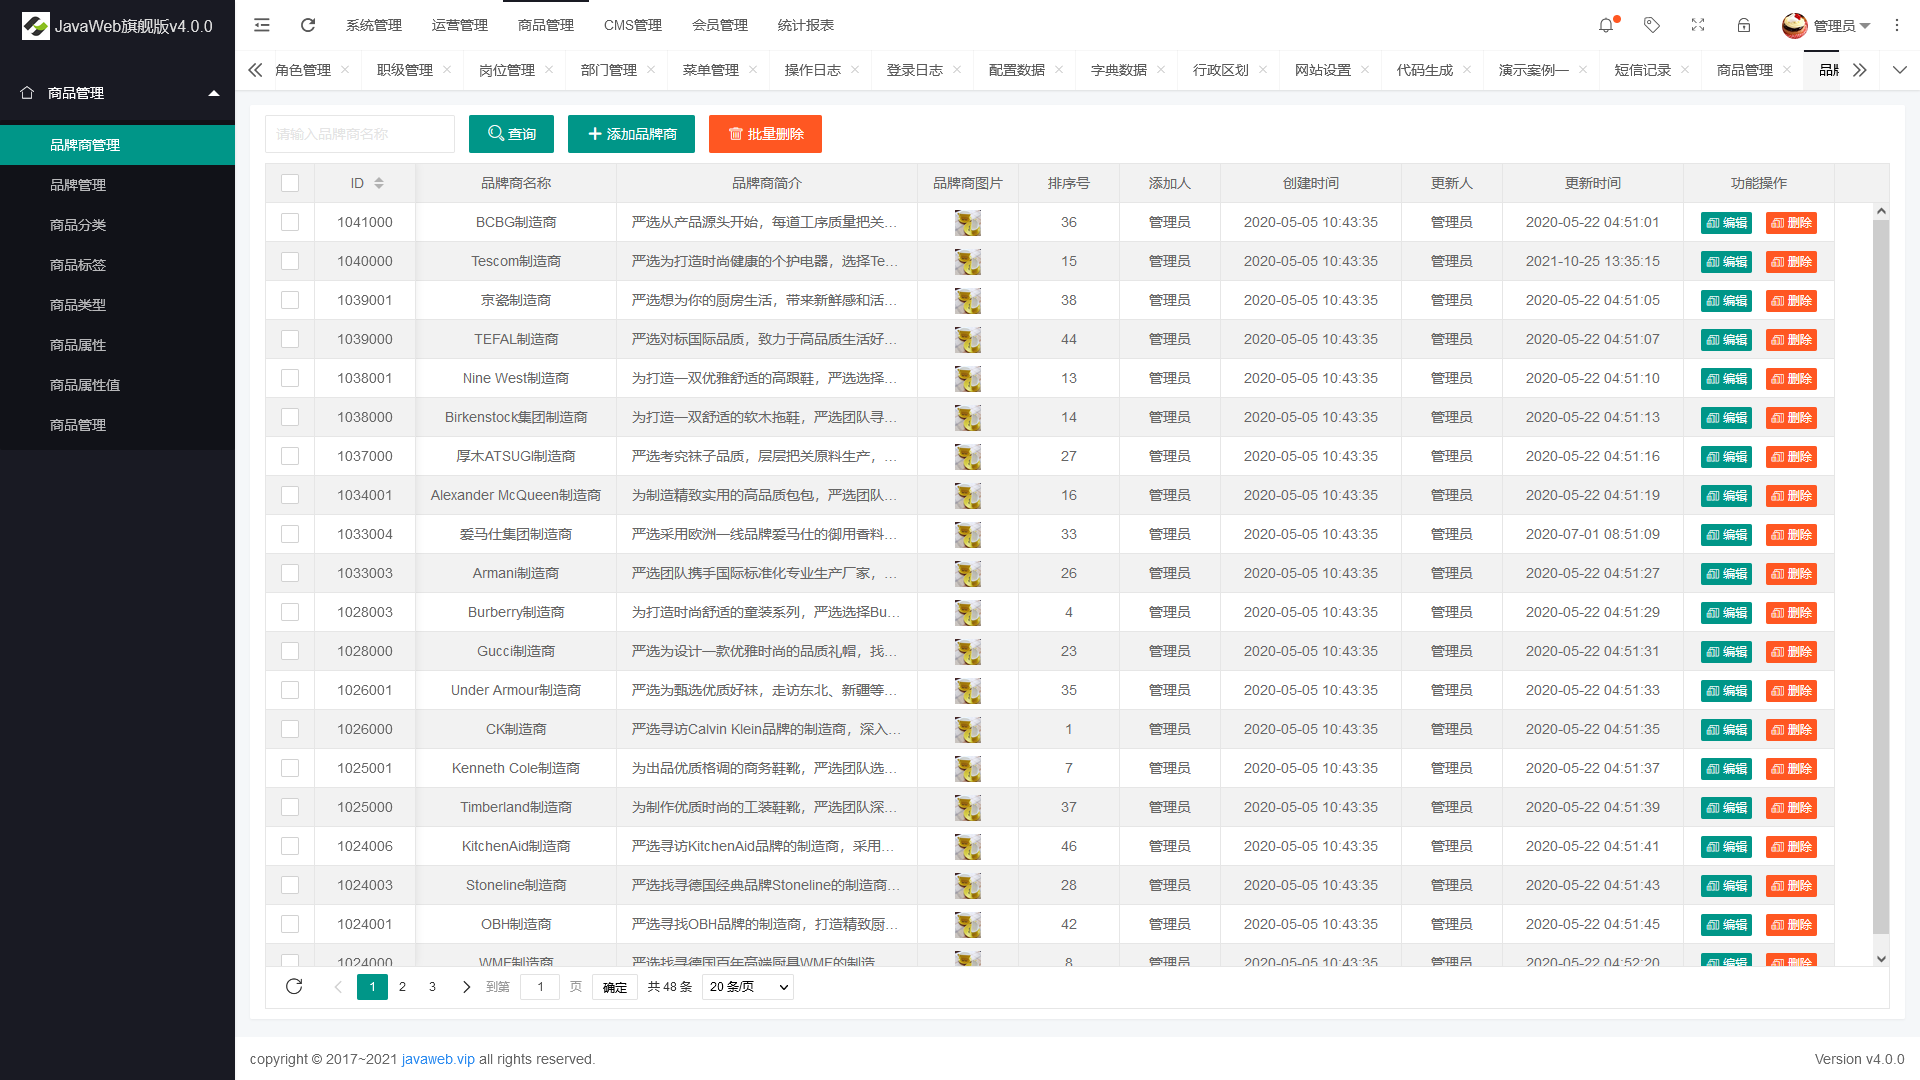 JavaWeb旗舰版v4.0.0
系统管理 运营管理 商品管理 CMS管理 会员管理 统计报表 管理员
角色管理 职级管理 岗位管理 部门管理 菜单管理 操作日志 登录日志 配置数据 字典数据 行政区划 网站设置 代码生成 演示案例一 短信记录 商品管理 品牌
商品管理
品牌商管理
品牌管理
商品分类
商品标签
商品类型
商品属性
商品属性值
商品管理
请输入品牌商名称 查询 添加品牌商 批量删除
ID 品牌商名称 品牌商简介 品牌商图片 排序号 添加人 创建时间 更新人 更新时间 功能操作
1041000 BCBG制造商 严选从产品源头开始，每道工序质量把关... 36 管理员 2020-05-05 10:43:35 管理员 2020-05-22 04:51:01 编辑 删除
1040000 Tescom制造商 严选为打造时尚健康的个护电器，选择Te... 15 管理员 2020-05-05 10:43:35 管理员 2021-10-25 13:35:15 编辑 删除
1039001 京瓷制造商 严选想为你的厨房生活，带来新鲜感和活... 38 管理员 2020-05-05 10:43:35 管理员 2020-05-22 04:51:05 编辑 删除
1039000 TEFAL制造商 严选对标国际品质，致力于高品质生活好... 44 管理员 2020-05-05 10:43:35 管理员 2020-05-22 04:51:07 编辑 删除
1038001 Nine West制造商 为打造一双优雅舒适的高跟鞋，严选选择... 13 管理员 2020-05-05 10:43:35 管理员 2020-05-22 04:51:10 编辑 删除
1038000 Birkenstock集团制造商 为打造一双舒适的软木拖鞋，严选团队寻... 14 管理员 2020-05-05 10:43:35 管理员 2020-05-22 04:51:13 编辑 删除
1037000 厚木ATSUGI制造商 严选考究袜子品质，层层把关原料生产，... 27 管理员 2020-05-05 10:43:35 管理员 2020-05-22 04:51:16 编辑 删除
1034001 Alexander McQueen制造商 为制造精致实用的高品质包包，严选团队... 16 管理员 2020-05-05 10:43:35 管理员 2020-05-22 04:51:19 编辑 删除
1033004 爱马仕集团制造商 严选采用欧洲一线品牌爱马仕的御用香料... 33 管理员 2020-05-05 10:43:35 管理员 2020-07-01 08:51:09 编辑 删除
1033003 Armani制造商 严选团队携手国际标准化专业生产厂家，... 26 管理员 2020-05-05 10:43:35 管理员 2020-05-22 04:51:27 编辑 删除
1028003 Burberry制造商 为打造时尚舒适的童装系列，严选选择Bu... 4 管理员 2020-05-05 10:43:35 管理员 2020-05-22 04:51:29 编辑 删除
1028000 Gucci制造商 严选为设计一款优雅时尚的品质礼帽，找... 23 管理员 2020-05-05 10:43:35 管理员 2020-05-22 04:51:31 编辑 删除
1026001 Under Armour制造商 严选为甄选优质好袜，走访东北、新疆等... 35 管理员 2020-05-05 10:43:35 管理员 2020-05-22 04:51:33 编辑 删除
1026000 CK制造商 严选寻访Calvin Klein品牌的制造商，深入... 1 管理员 2020-05-05 10:43:35 管理员 2020-05-22 04:51:35 编辑 删除
1025001 Kenneth Cole制造商 为出品优质格调的商务鞋靴，严选团队选... 7 管理员 2020-05-05 10:43:35 管理员 2020-05-22 04:51:37 编辑 删除
1025000 Timberland制造商 为制作优质时尚的工装鞋靴，严选团队深... 37 管理员 2020-05-05 10:43:35 管理员 2020-05-22 04:51:39 编辑 删除
1024006 KitchenAid制造商 严选寻访KitchenAid品牌的制造商，采用... 46 管理员 2020-05-05 10:43:35 管理员 2020-05-22 04:51:41 编辑 删除
1024003 Stoneline制造商 严选找寻德国经典品牌Stoneline的制造商... 28 管理员 2020-05-05 10:43:35 管理员 2020-05-22 04:51:43 编辑 删除
1024001 OBH制造商 严选寻找OBH品牌的制造商，打造精致厨... 42 管理员 2020-05-05 10:43:35 管理员 2020-05-22 04:51:45 编辑 删除
1024000 WMF制造商 严选找寻德国百年高端厨具WMF的制造... 8 管理员 2020-05-05 10:43:35 管理员 2020-05-22 04:52:20 编辑 删除
1 2 3 到第 1 页 确定 共 48 条 20 条/页
copyright © 2017~2021 javaweb.vip all rights reserved. Version v4.0.0